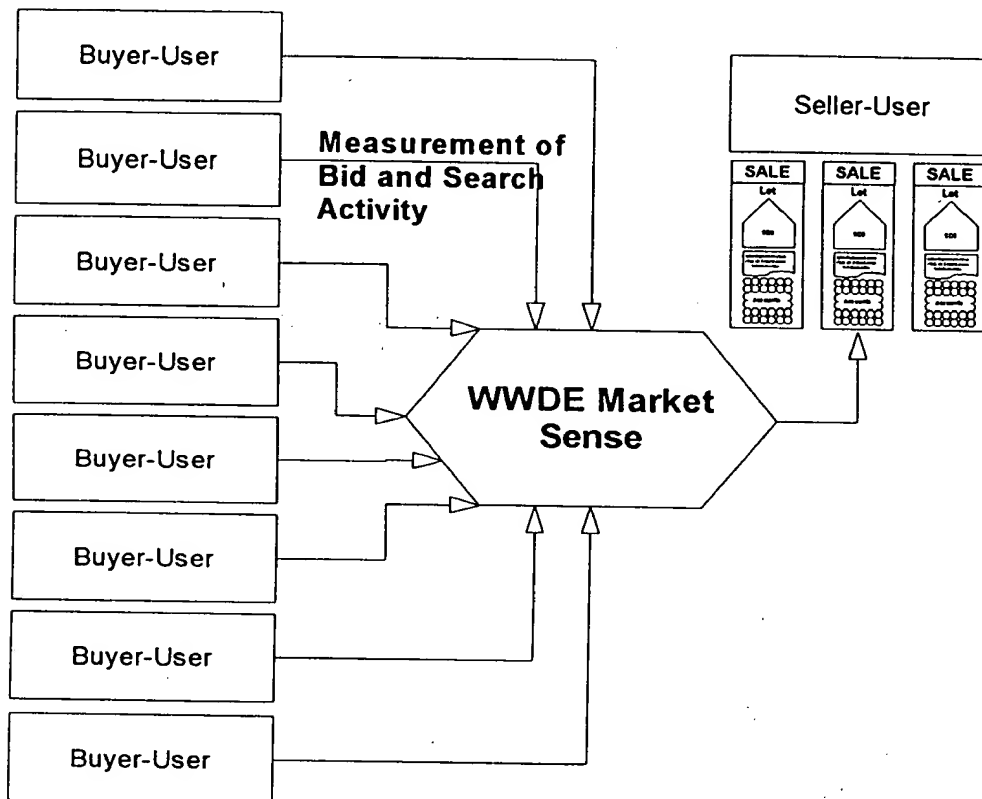 Buyer-User
Buyer-User
Buyer-User
Buyer-User
Buyer-User
Buyer-User
Buyer-User
Buyer-User
Measurement of
Bid and Search
Activity
WWDE Market
Sense
Seller-User
SALE
Lot
SALE
Lot
SALE
Lot